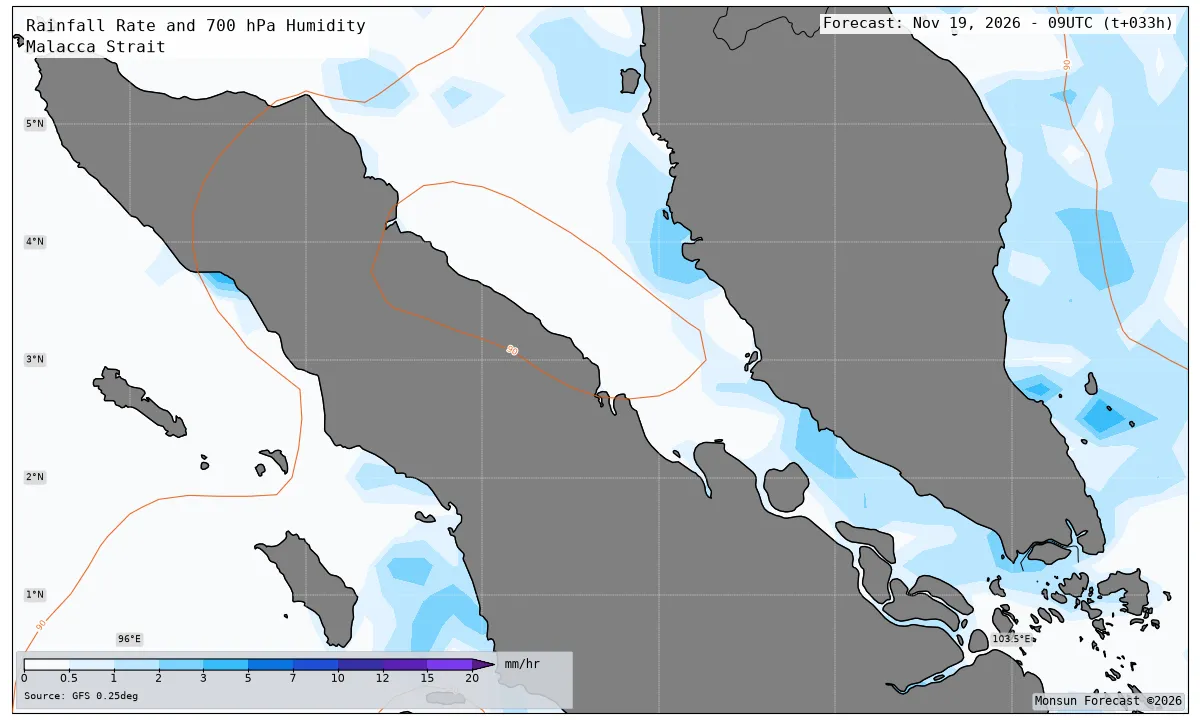 Rainfall Rate and 700 hPa Humidity
Malacca Strait
Forecast: Nov 19, 2026 - 09UTC (t+033h)
90
5°N
4°N
90
3°N
2°N
1°N
90
96°E
103.5°E
0 0.5 1 2 3 5 7 10 12 15 20 mm/hr
Source: GFS 0.25deg
Monsun Forecast ©2026